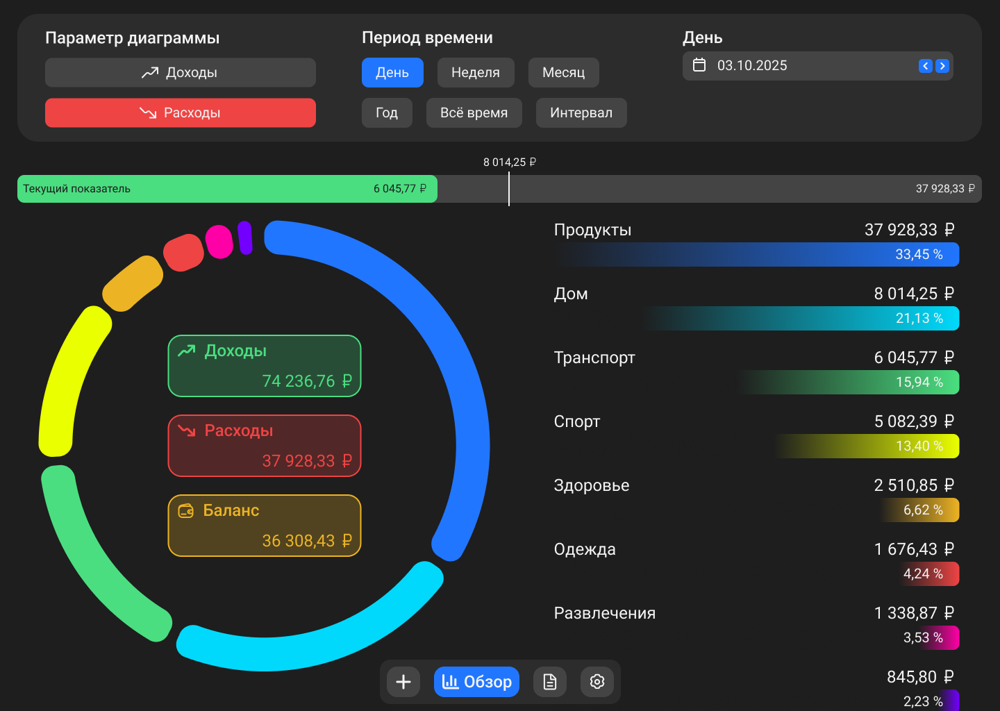 Параметр диаграммы
Доходы
Расходы
Период времени
День
Неделя
Месяц
Год
Всё время
Интервал
День
03.10.2025
8 014,25 ₽
Текущий показатель
6 045,77 ₽
37 928,33 ₽
Доходы
74 236,76 ₽
Расходы
37 928,33 ₽
Баланс
36 308,43 ₽
Продукты
37 928,33 ₽
33,45 %
Дом
8 014,25 ₽
21,13 %
Транспорт
6 045,77 ₽
15,94 %
Спорт
5 082,39 ₽
13,40 %
Здоровье
2 510,85 ₽
6,62 %
Одежда
1 676,43 ₽
4,24 %
Развлечения
1 338,87 ₽
3,53 %
845,80 ₽
2,23 %
Обзор